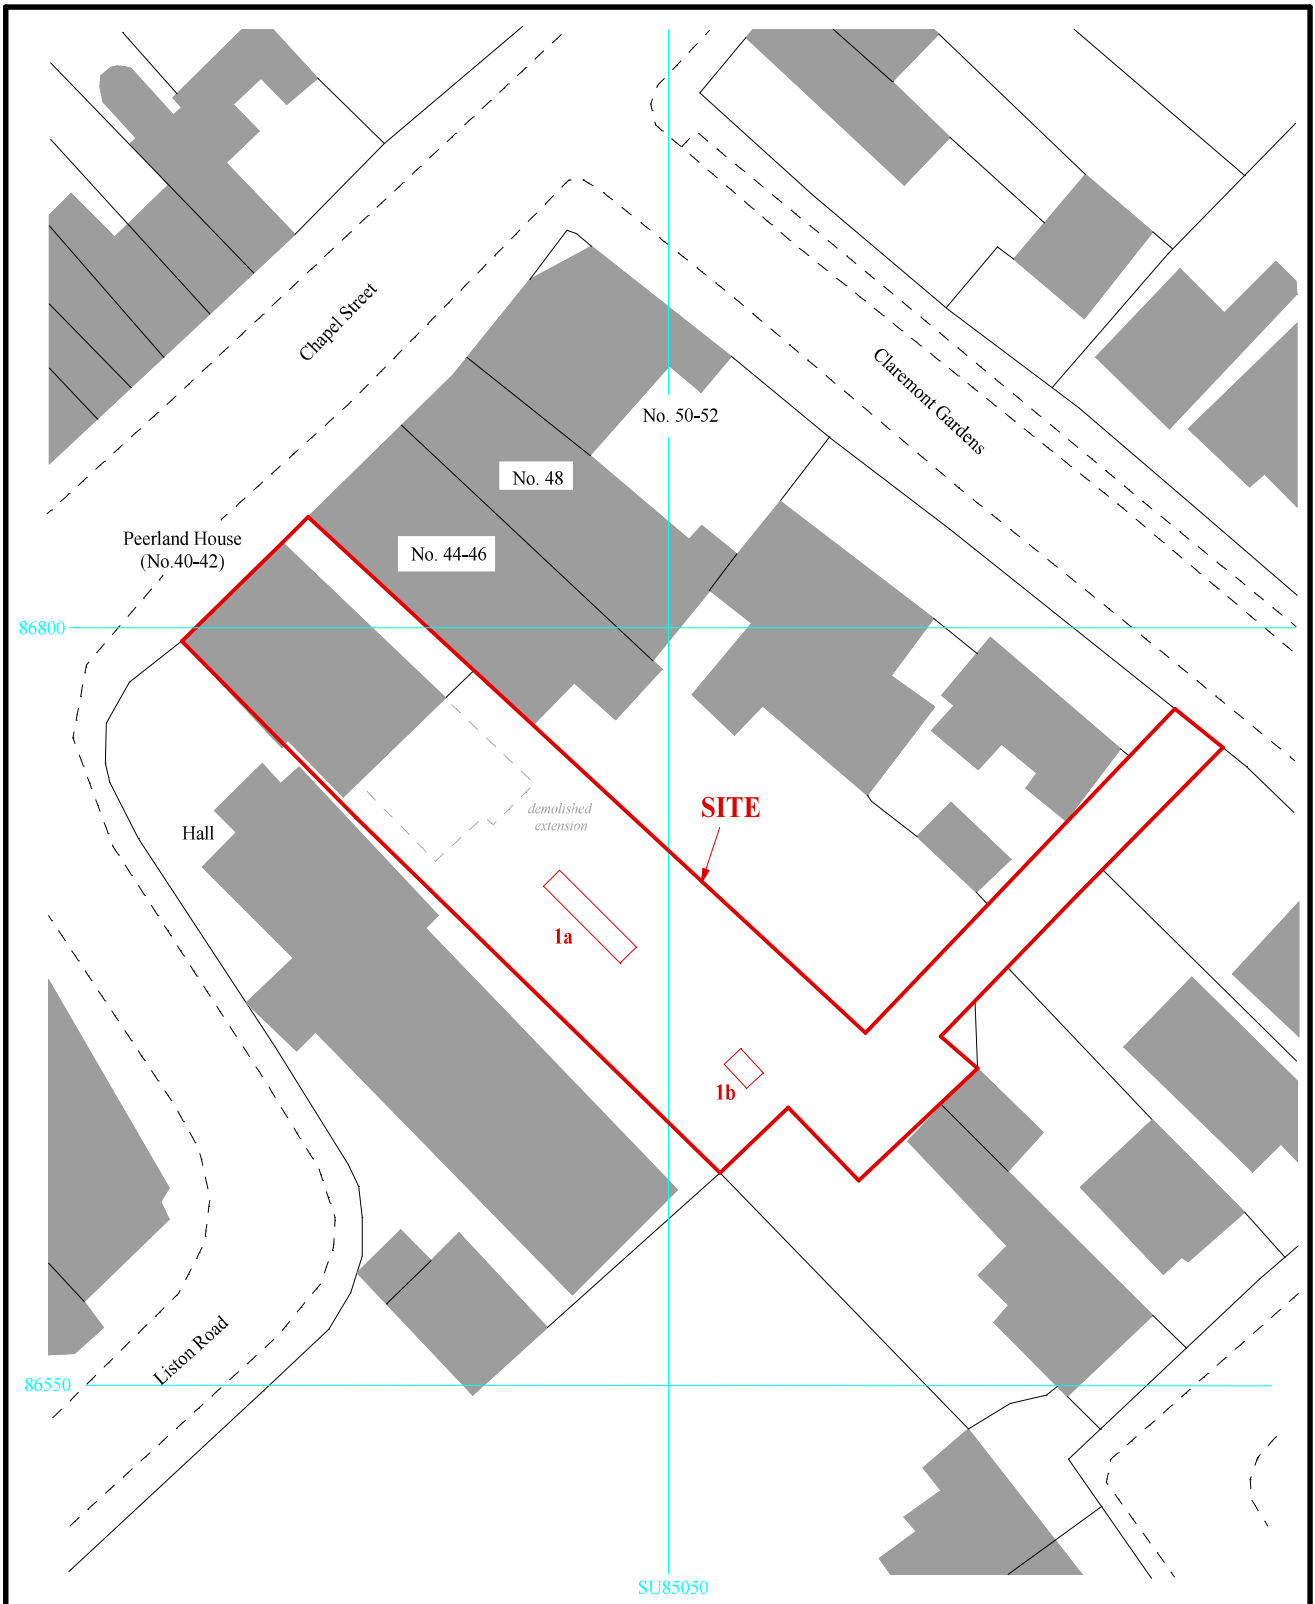 Chapel Street
Claremont Gardens
No. 50-52
No. 48
Peerland House
(No.40-42)
No. 44-46
86800
SITE
demolished
extension
Hall
1a
1b
Liston Road
86550
SU85050